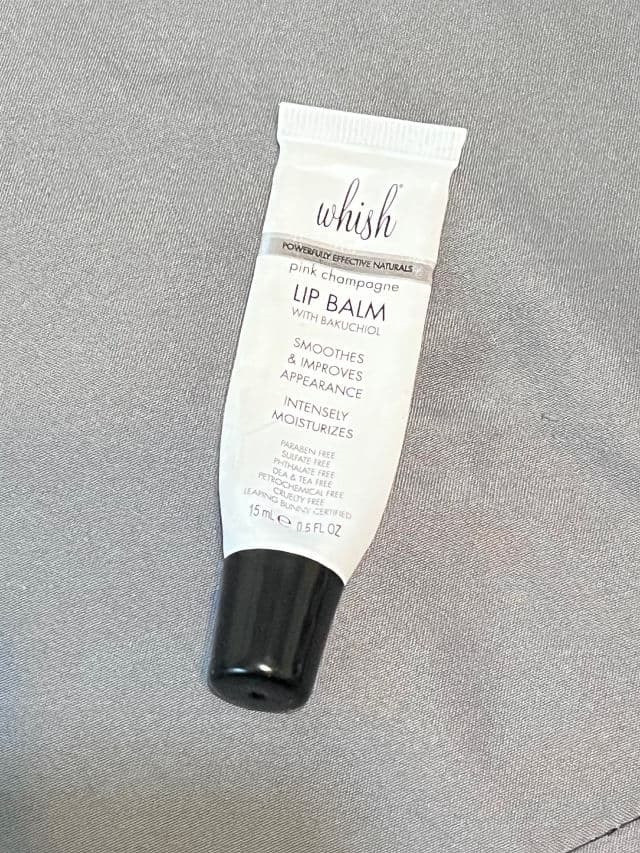 whish®
POWERFULLY EFFECTIVE NATURALS
pink champagne
LIP BALM
WITH BAKUCHIOL
SMOOTHES
& IMPROVES
APPEARANCE
INTENSELY
MOISTURIZES
PARABEN FREE
SULFATE FREE
PHTHALATE FREE
DEA & TEA FREE
PETROCHEMICAL FREE
CRUELTY FREE
LEAPING BUNNY CERTIFIED
15 mL ℮ 0.5 FL OZ